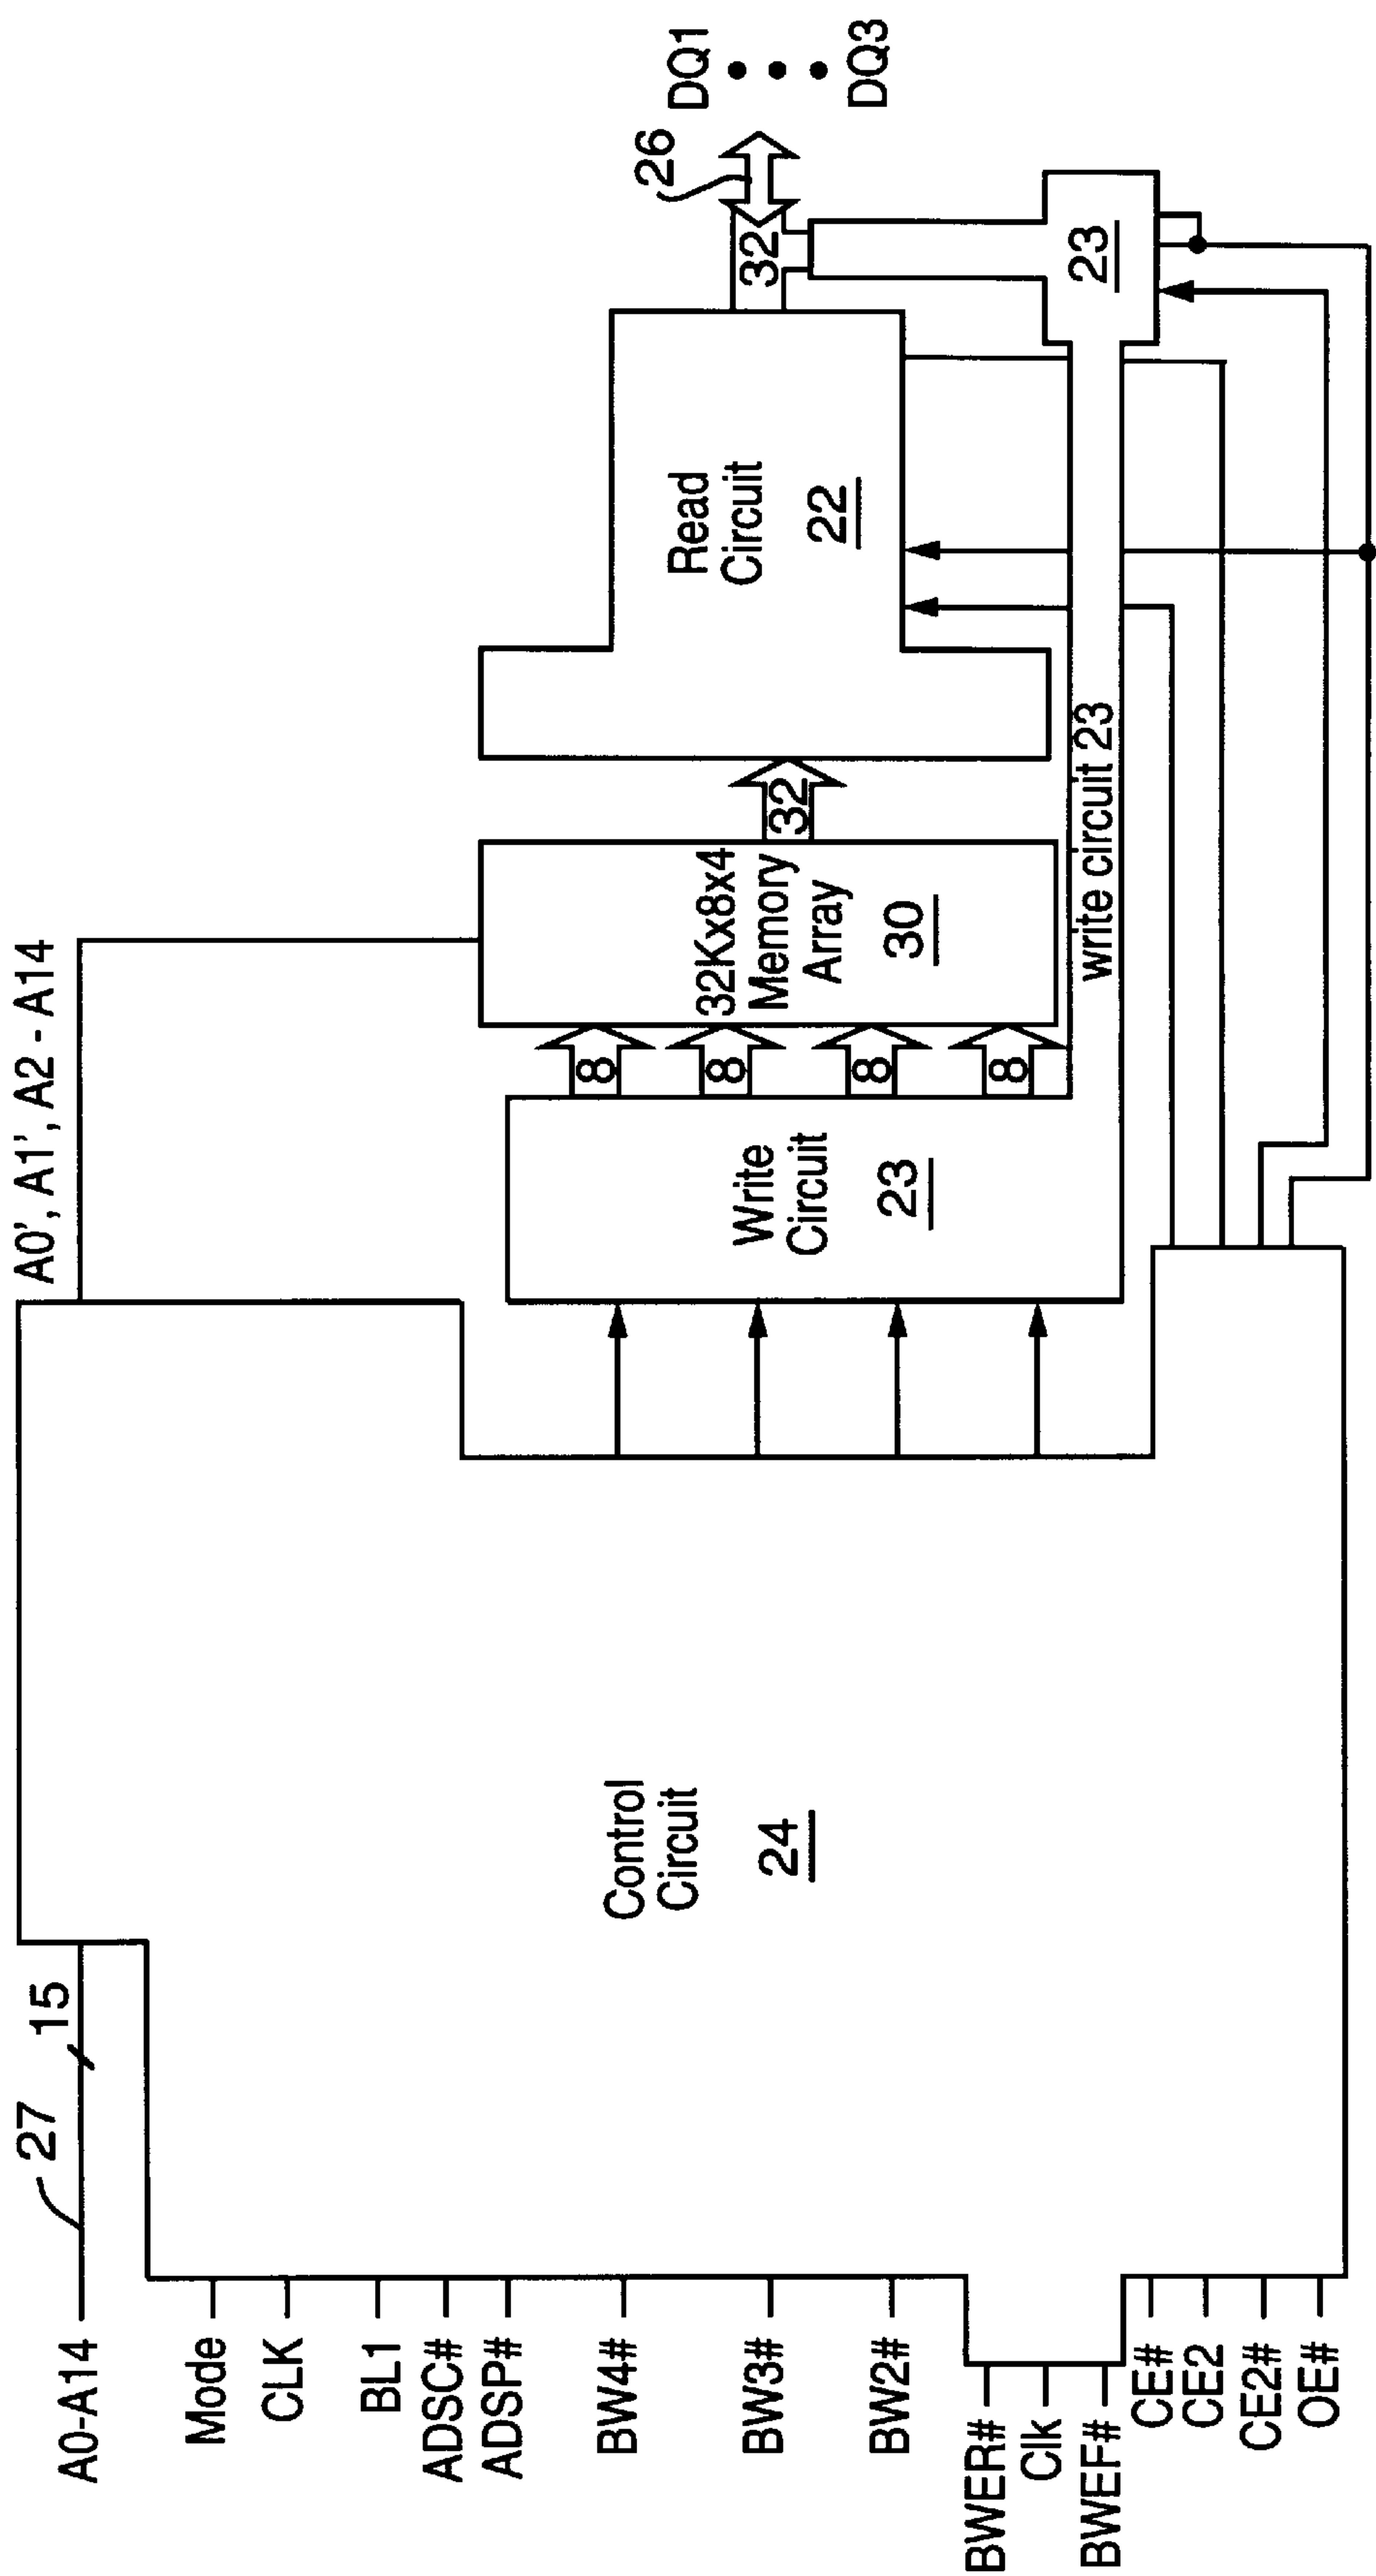 A0-A14
27
15
A0', A1', A2 - A14
Mode
CLK
BL1
ADSC#
ADSP#
BW4#
BW3#
BW2#
BWER#
Clk
BWEF#
CE#
CE2
CE2#
OE#
Control
Circuit
24
Write
Circuit
23
8
8
8
8
32Kx8x4
Memory
Array
30
32
Read
Circuit
22
write circuit 23
23
32
26
DQ1
DQ3